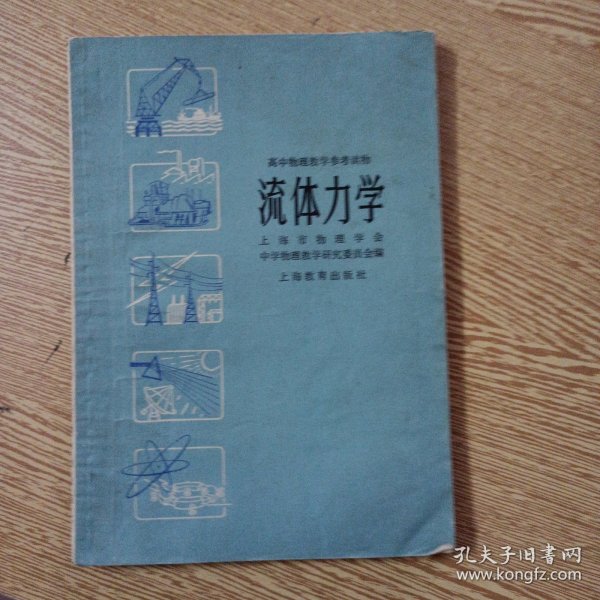 高中物理教学参考读物
流体力学
上海市物理学会
中学物理教学研究委员会编
上海教育出版社
孔夫子旧书网
www.kongfz.com